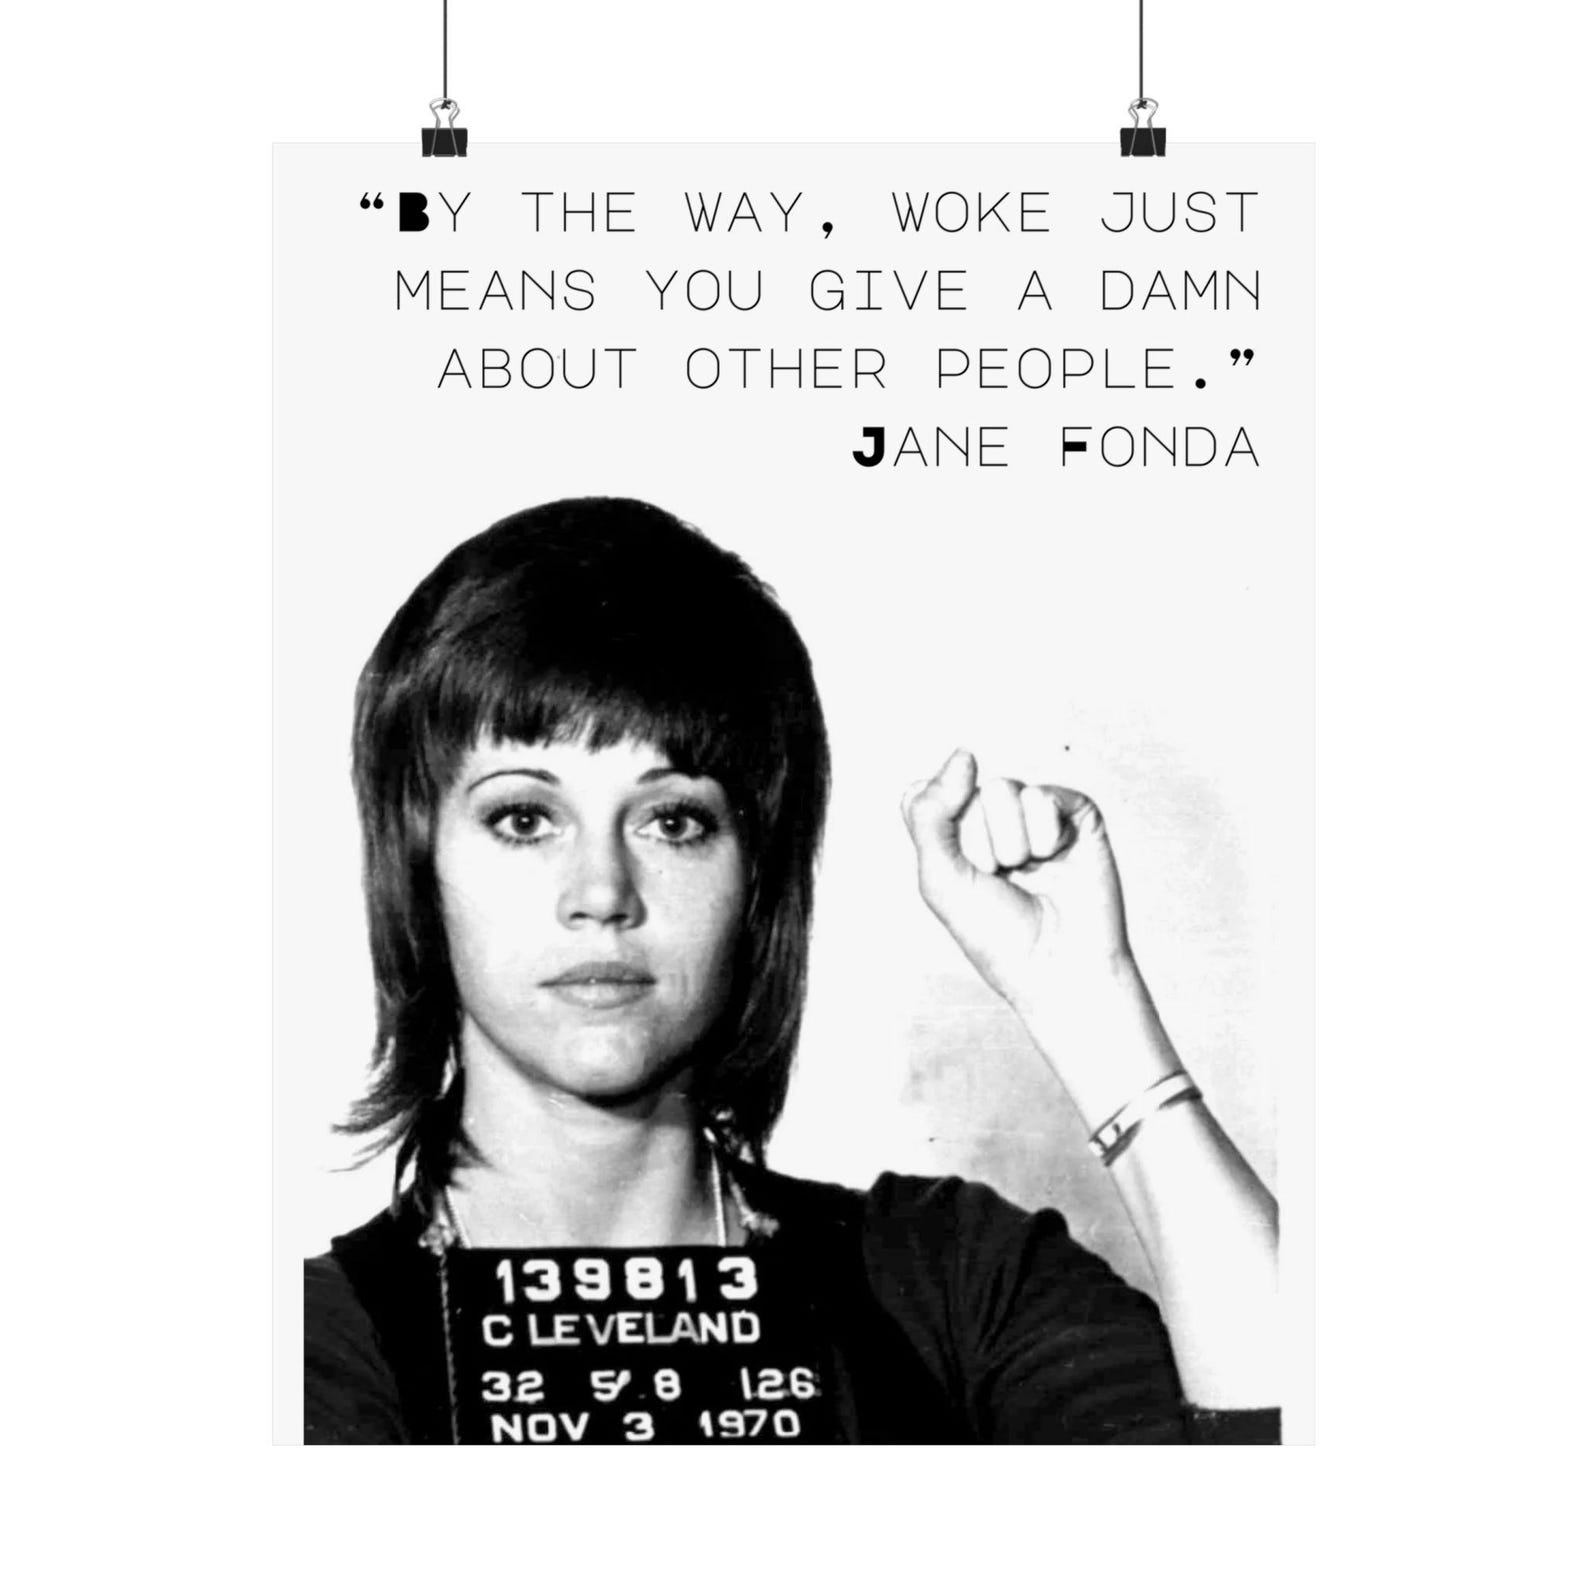 “By the way, woke just
means you give a damn
about other people.”
Jane Fonda
139813
CLEVELAND
32 5' 8 126
NOV 3 1970